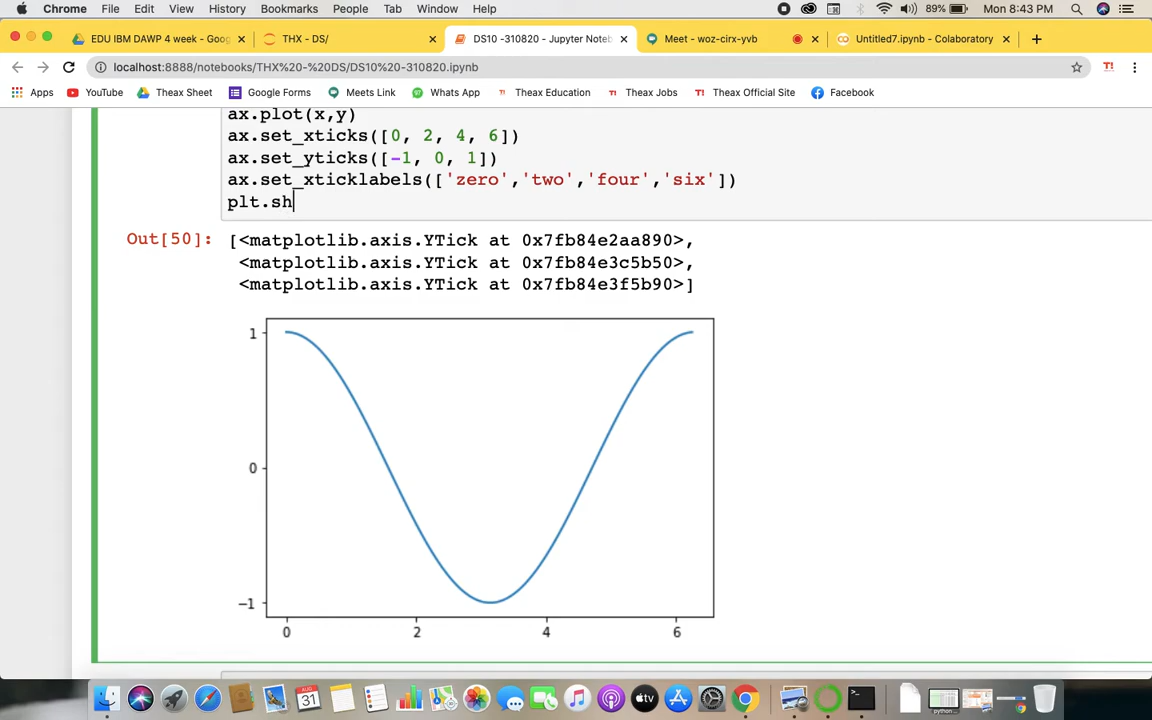 Chrome File Edit View History Bookmarks People Tab Window Help 89% Mon 8:43 PM
EDU IBM DAWP 4 week - Goog × THX - DS/ × DS10 -310820 - Jupyter Noteb × Meet - woz-cirx-yvb × Untitled7.ipynb - Colaboratory × +
localhost:8888/notebooks/THX%20-%20DS/DS10%20-310820.ipynb T!
Apps YouTube Theax Sheet Google Forms Meets Link Whats App T! Theax Education T! Theax Jobs T! Theax Official Site Facebook
ax.plot(x,y)
ax.set_xticks([0, 2, 4, 6])
ax.set_yticks([-1, 0, 1])
ax.set_xticklabels(['zero','two','four','six'])
plt.sh
Out[50]: [<matplotlib.axis.YTick at 0x7fb84e2aa890>,
<matplotlib.axis.YTick at 0x7fb84e3c5b50>,
<matplotlib.axis.YTick at 0x7fb84e3f5b90>]
1
0
-1
0 2 4 6
AUG
31
tv
python